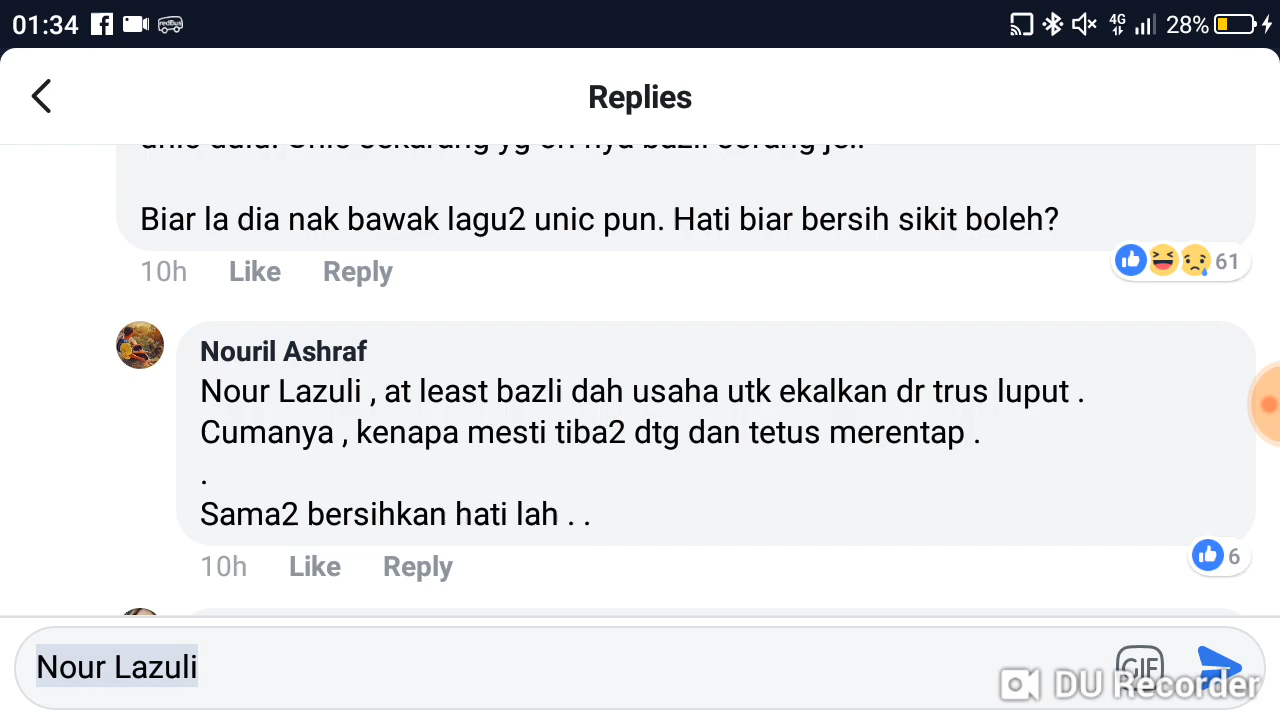 01:34 28%
4G
redBus
Replies
Biar la dia nak bawak lagu2 unic pun. Hati biar bersih sikit boleh?
10h Like Reply 61
Nouril Ashraf
Nour Lazuli , at least bazli dah usaha utk ekalkan dr trus luput .
Cumanya , kenapa mesti tiba2 dtg dan tetus merentap .
.
Sama2 bersihkan hati lah . .
10h Like Reply 6
Nour Lazuli GIF
DU Recorder